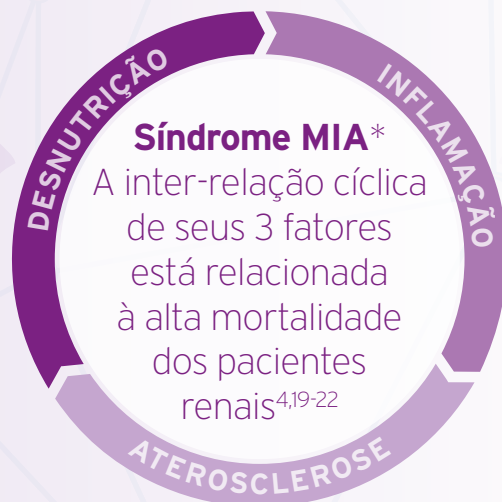 DESNUTRIÇÃO
INFLAMAÇÃO
Síndrome MIA*
A inter-relação cíclica
de seus 3 fatores
está relacionada
à alta mortalidade
dos pacientes
renais4,19-22
ATEROSCLEROSE